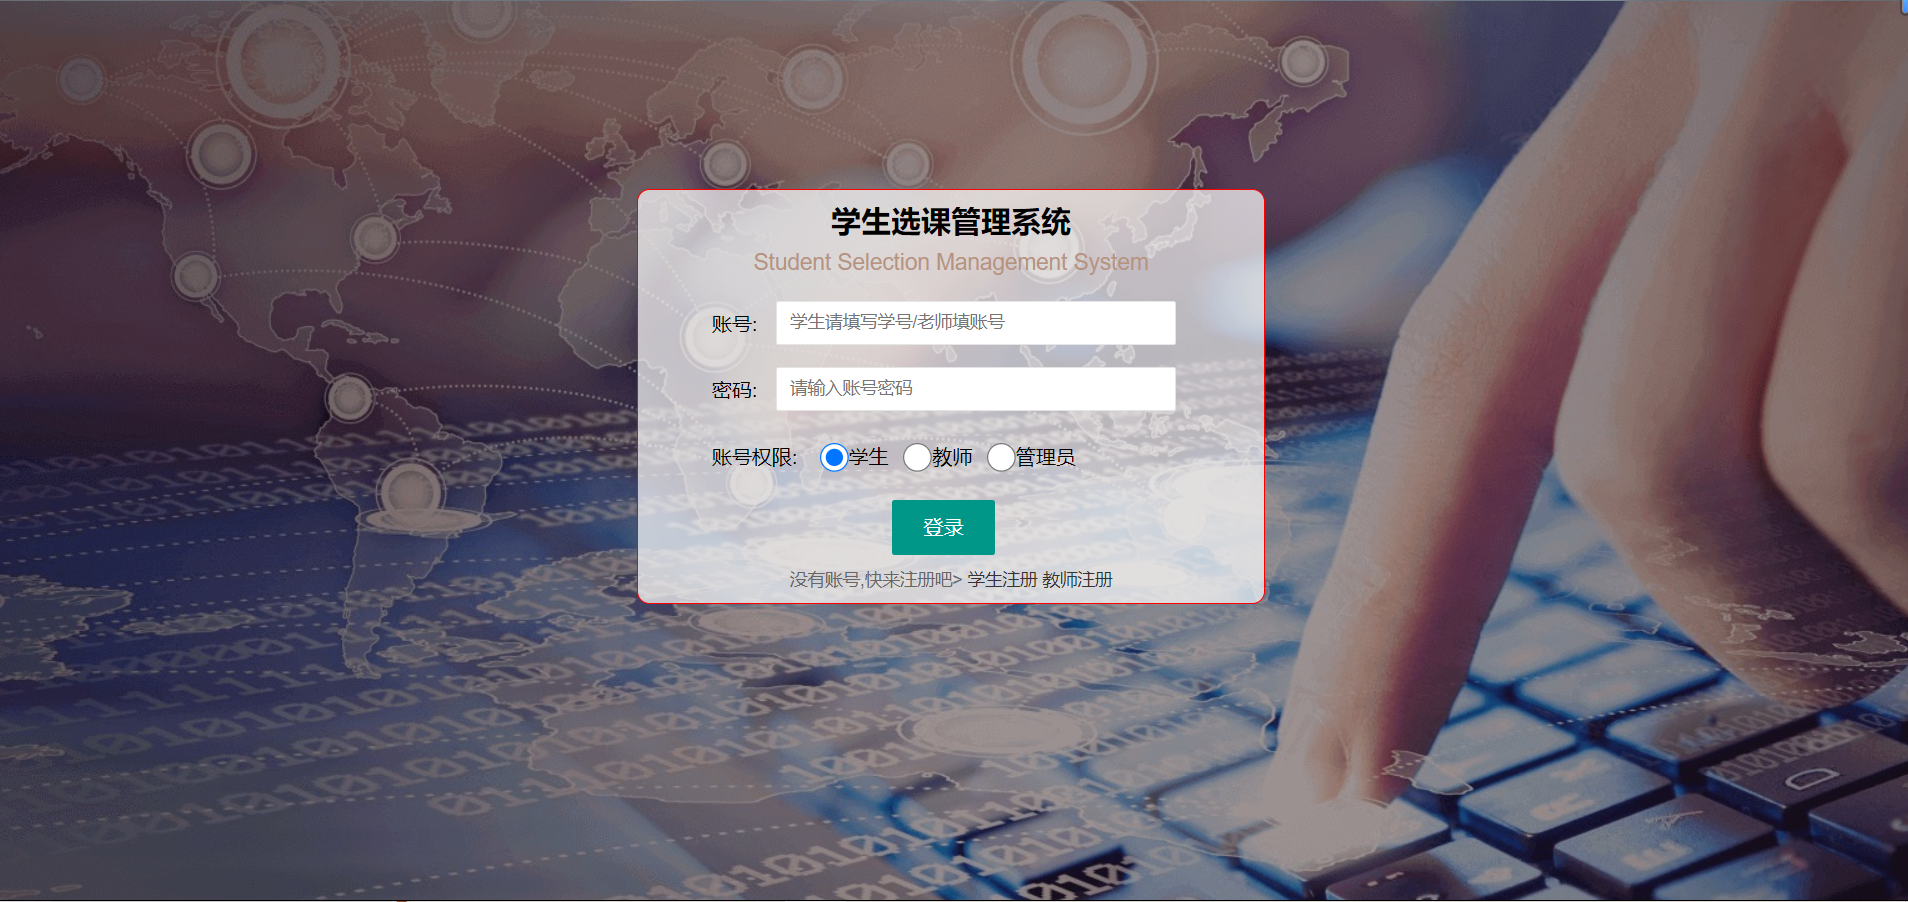 学生选课管理系统
Student Selection Management System
账号: 学生请填写学号/老师填账号
密码: 请输入账号密码
账号权限: 学生 教师 管理员
登录
没有账号,快来注册吧> 学生注册 教师注册